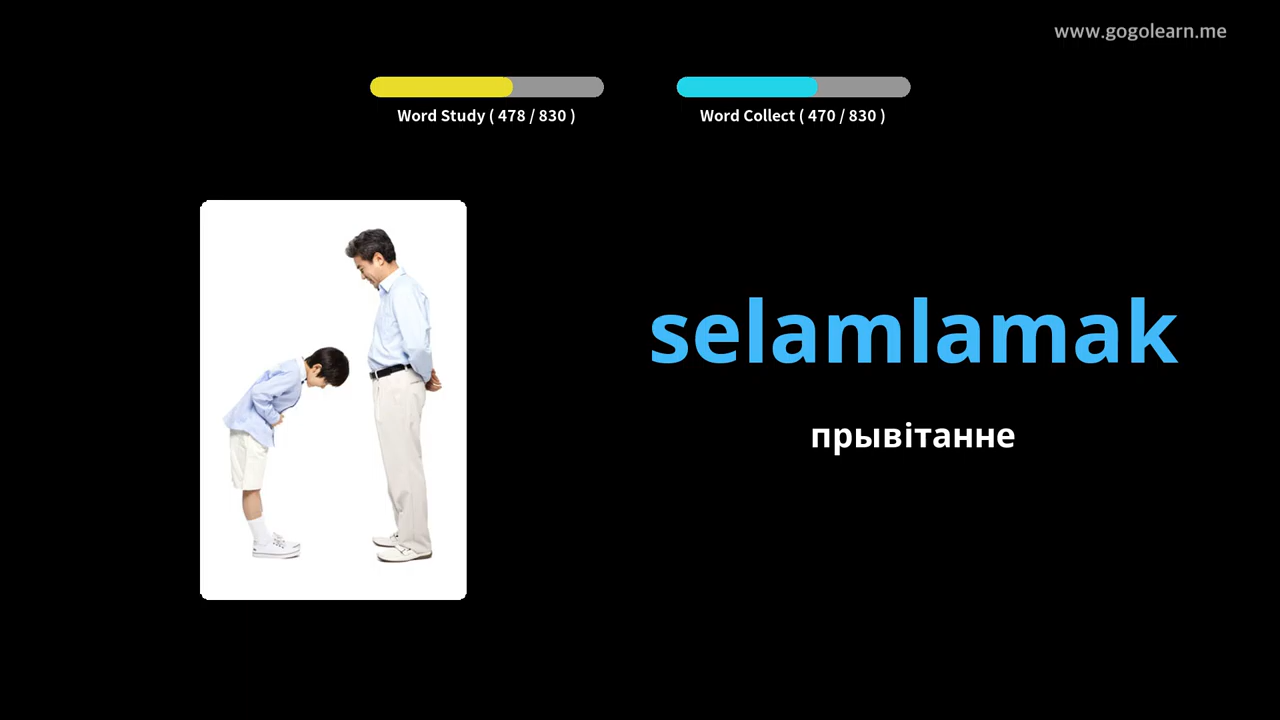 www.gogolearn.me
Word Study ( 478 / 830 )
Word Collect ( 470 / 830 )
selamlamak
прывітанне